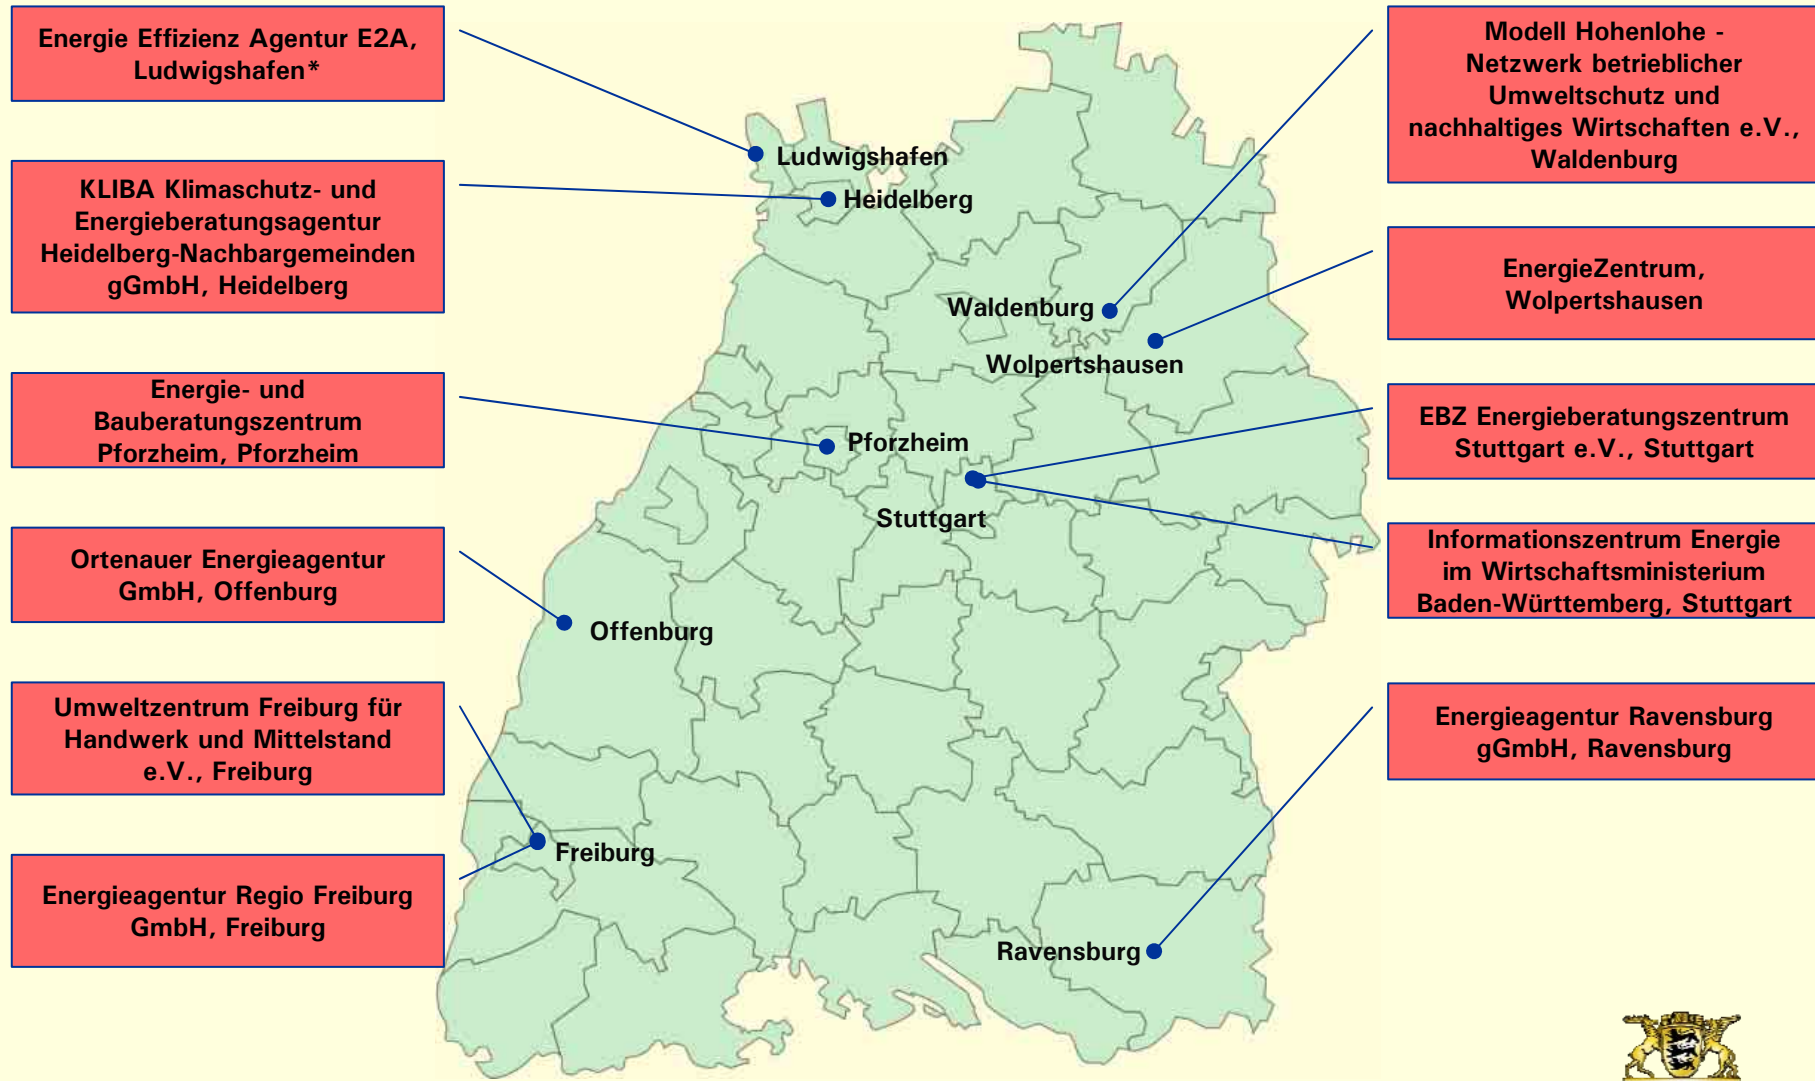 Energie Effizienz Agentur E2A,
Ludwigshafen*
KLIBA Klimaschutz- und
Energieberatungsagentur
Heidelberg-Nachbargemeinden
gGmbH, Heidelberg
Energie- und
Bauberatungszentrum
Pforzheim, Pforzheim
Ortenauer Energieagentur
GmbH, Offenburg
Umweltzentrum Freiburg für
Handwerk und Mittelstand
e.V., Freiburg
Energieagentur Regio Freiburg
GmbH, Freiburg
Ludwigshafen
Heidelberg
Waldenburg
Wolpertshausen
Pforzheim
Stuttgart
Offenburg
Freiburg
Ravensburg
Modell Hohenlohe -
Netzwerk betrieblicher
Umweltschutz und
nachhaltiges Wirtschaften e.V.,
Waldenburg
EnergieZentrum,
Wolpertshausen
EBZ Energieberatungszentrum
Stuttgart e.V., Stuttgart
Informationszentrum Energie
im Wirtschaftsministerium
Baden-Württemberg, Stuttgart
Energieagentur Ravensburg
gGmbH, Ravensburg